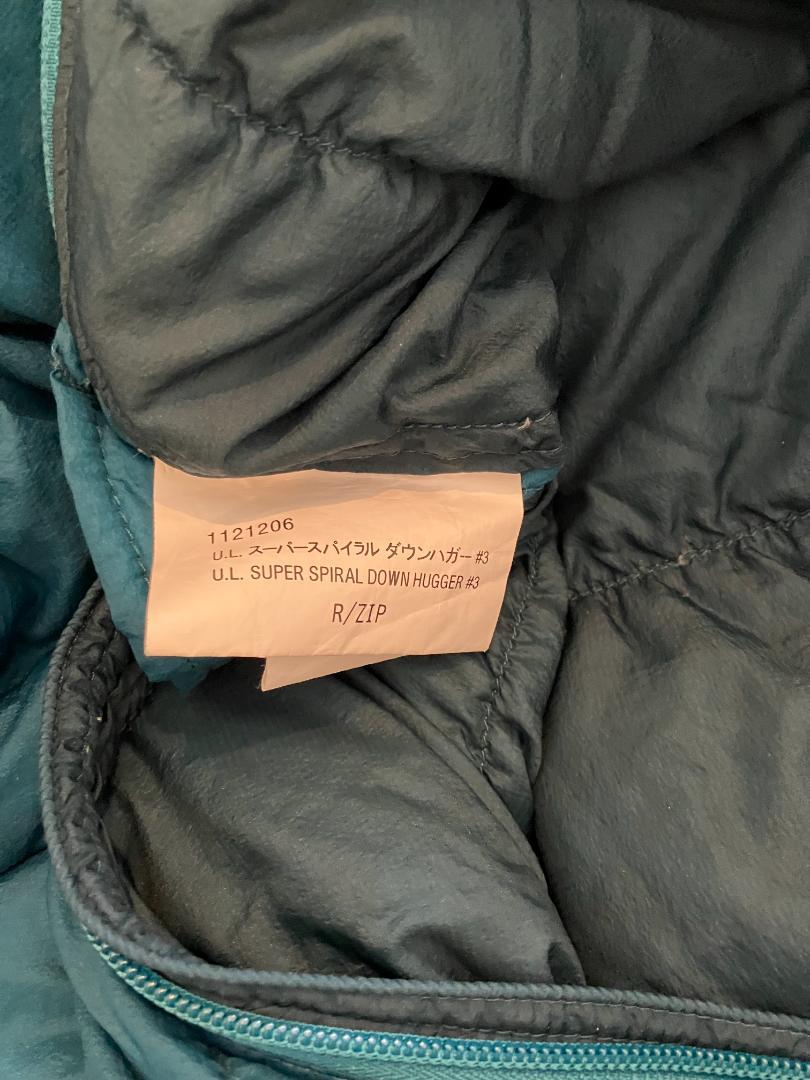 1121206
U.L. スーパースパイラル ダウンハガー #3
U.L. SUPER SPIRAL DOWN HUGGER #3
R/ZIP